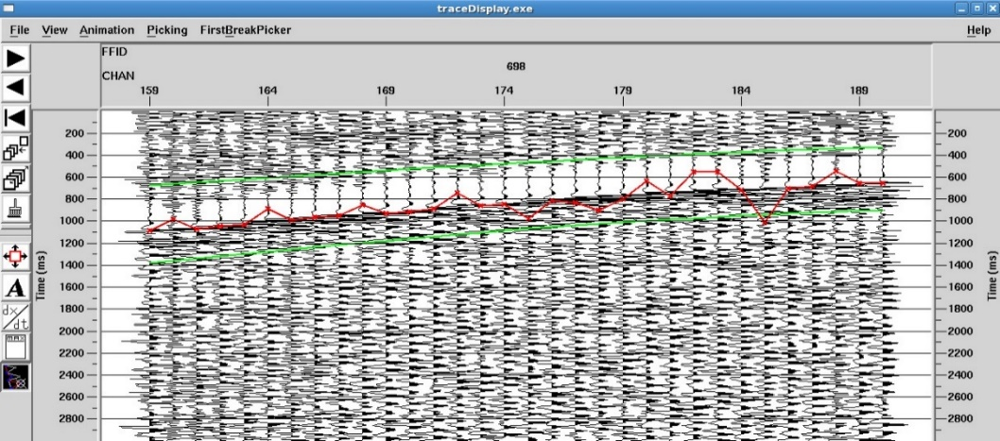 traceDisplay.exe
File View Animation Picking FirstBreakPicker Help
FFID
698
CHAN
159 164 169 174 179 184 189
200 200
400 400
600 600
800 800
1000 1000
1200 1200
1400 1400
1600 1600
1800 1800
2000 2000
2200 2200
2400 2400
2600 2600
2800 2800
Time (ms) Time (ms)
A
dx/dt